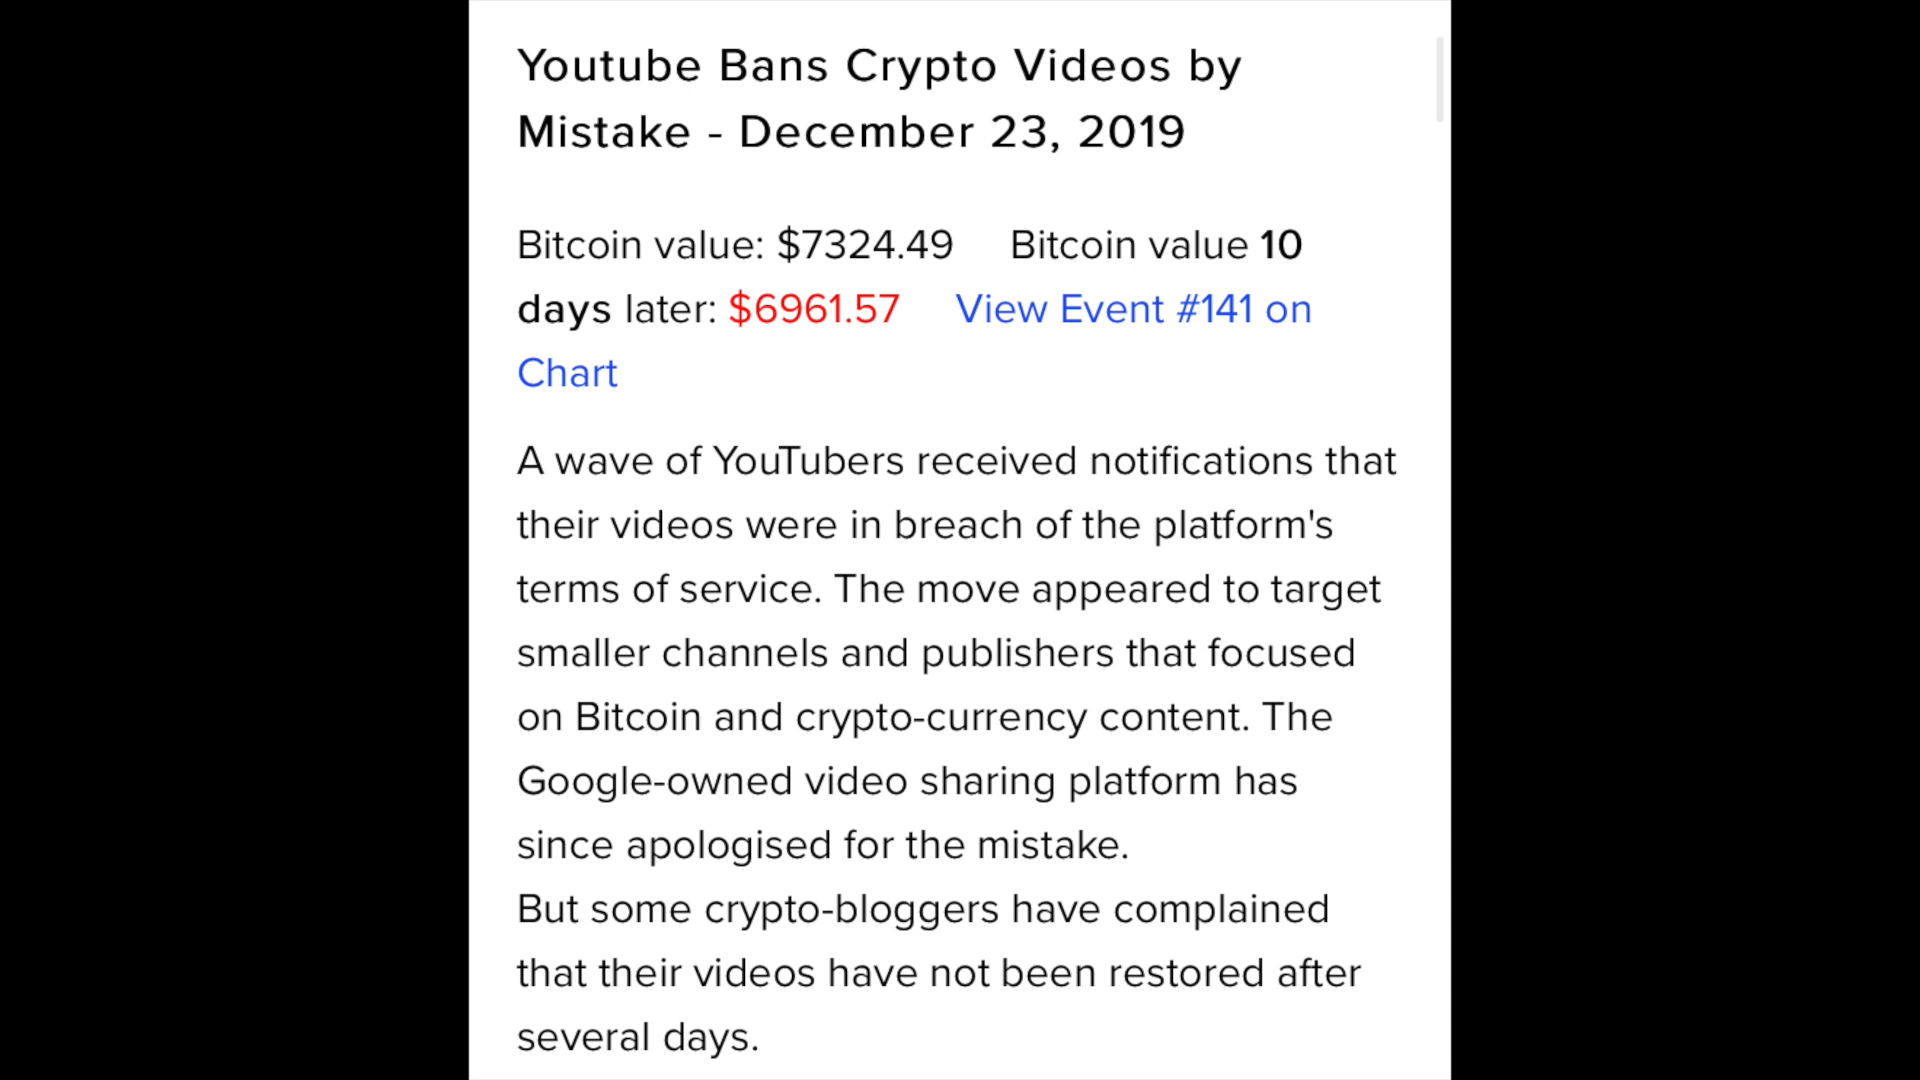 Youtube Bans Crypto Videos by
Mistake - December 23, 2019
Bitcoin value: $7324.49 Bitcoin value 10
days later: $6961.57 View Event #141 on
Chart
A wave of YouTubers received notifications that
their videos were in breach of the platform's
terms of service. The move appeared to target
smaller channels and publishers that focused
on Bitcoin and crypto-currency content. The
Google-owned video sharing platform has
since apologised for the mistake.
But some crypto-bloggers have complained
that their videos have not been restored after
several days.